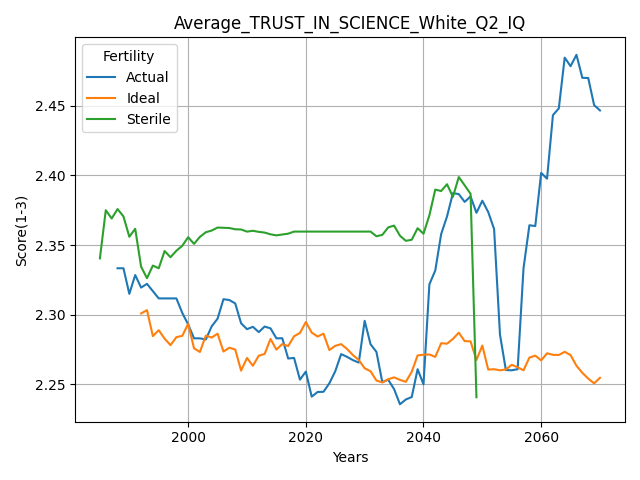 Average_TRUST_IN_SCIENCE_White_Q2_IQ
Fertility
Actual
Ideal
Sterile
Score(1-3)
2.45
2.40
2.35
2.30
2.25
2000
2020
2040
2060
Years